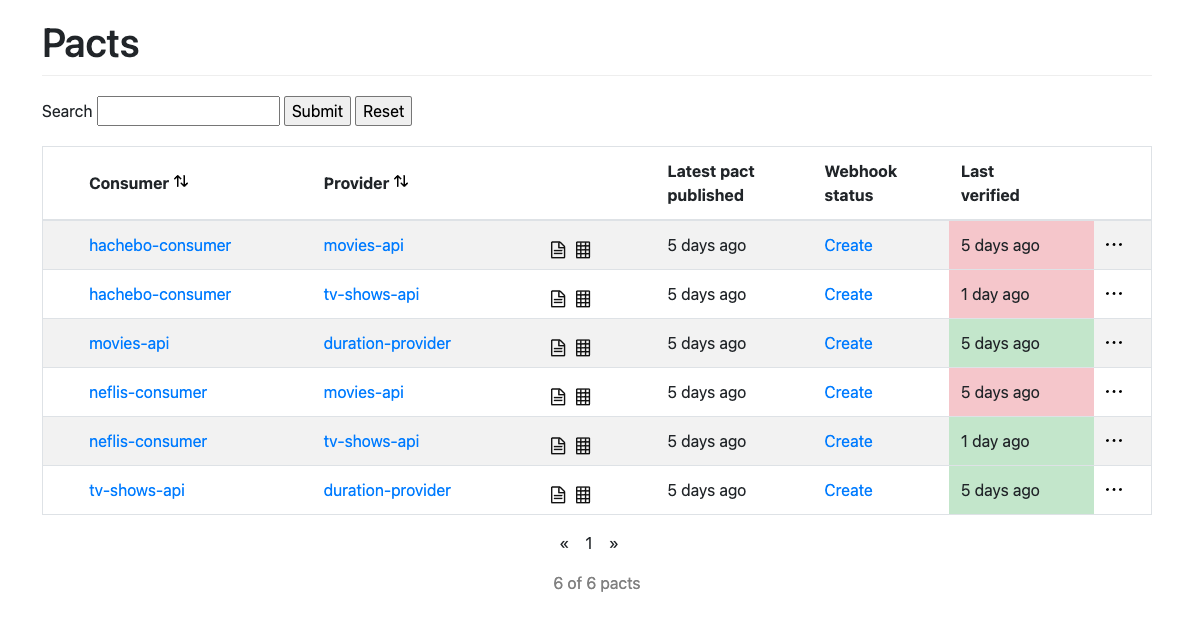 Pacts
Search Submit Reset
Consumer Provider Latest pact published Webhook status Last verified
hachebo-consumer movies-api 5 days ago Create 5 days ago ...
hachebo-consumer tv-shows-api 5 days ago Create 1 day ago ...
movies-api duration-provider 5 days ago Create 5 days ago ...
neflis-consumer movies-api 5 days ago Create 5 days ago ...
neflis-consumer tv-shows-api 5 days ago Create 1 day ago ...
tv-shows-api duration-provider 5 days ago Create 5 days ago ...
« 1 »
6 of 6 pacts